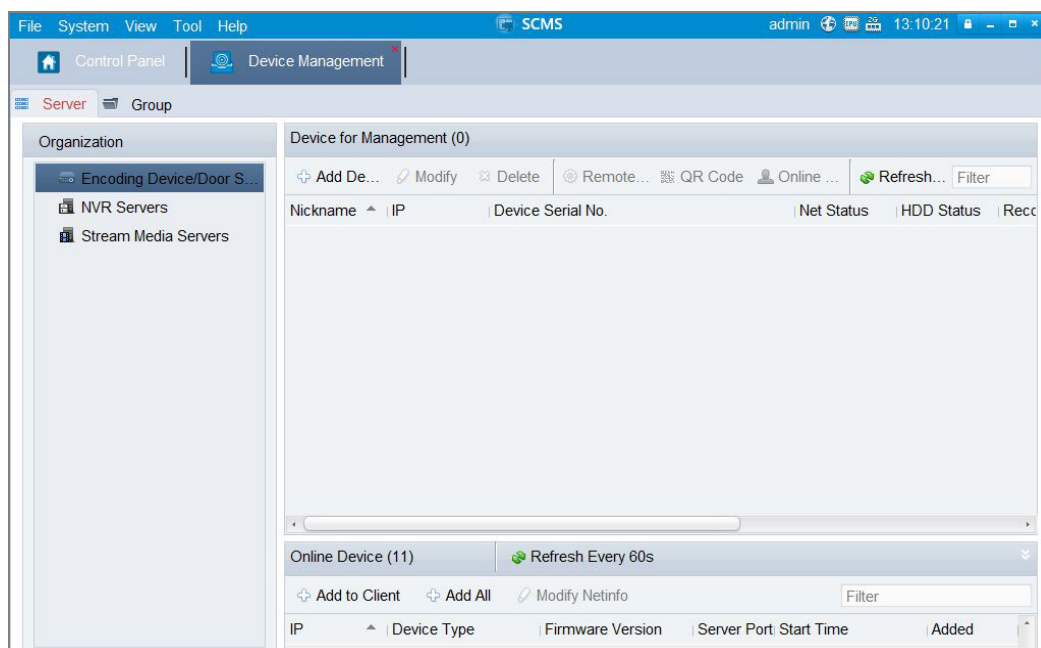 File System View Tool Help SCMS admin 13:10:21
Control Panel Device Management
Server Group
Organization
Encoding Device/Door S...
NVR Servers
Stream Media Servers
Device for Management (0)
Add De... Modify Delete Remote... QR Code Online ... Refresh... Filter
Nickname IP Device Serial No. Net Status HDD Status Recc
Online Device (11) Refresh Every 60s
Add to Client Add All Modify Netinfo Filter
IP Device Type Firmware Version Server Port Start Time Added